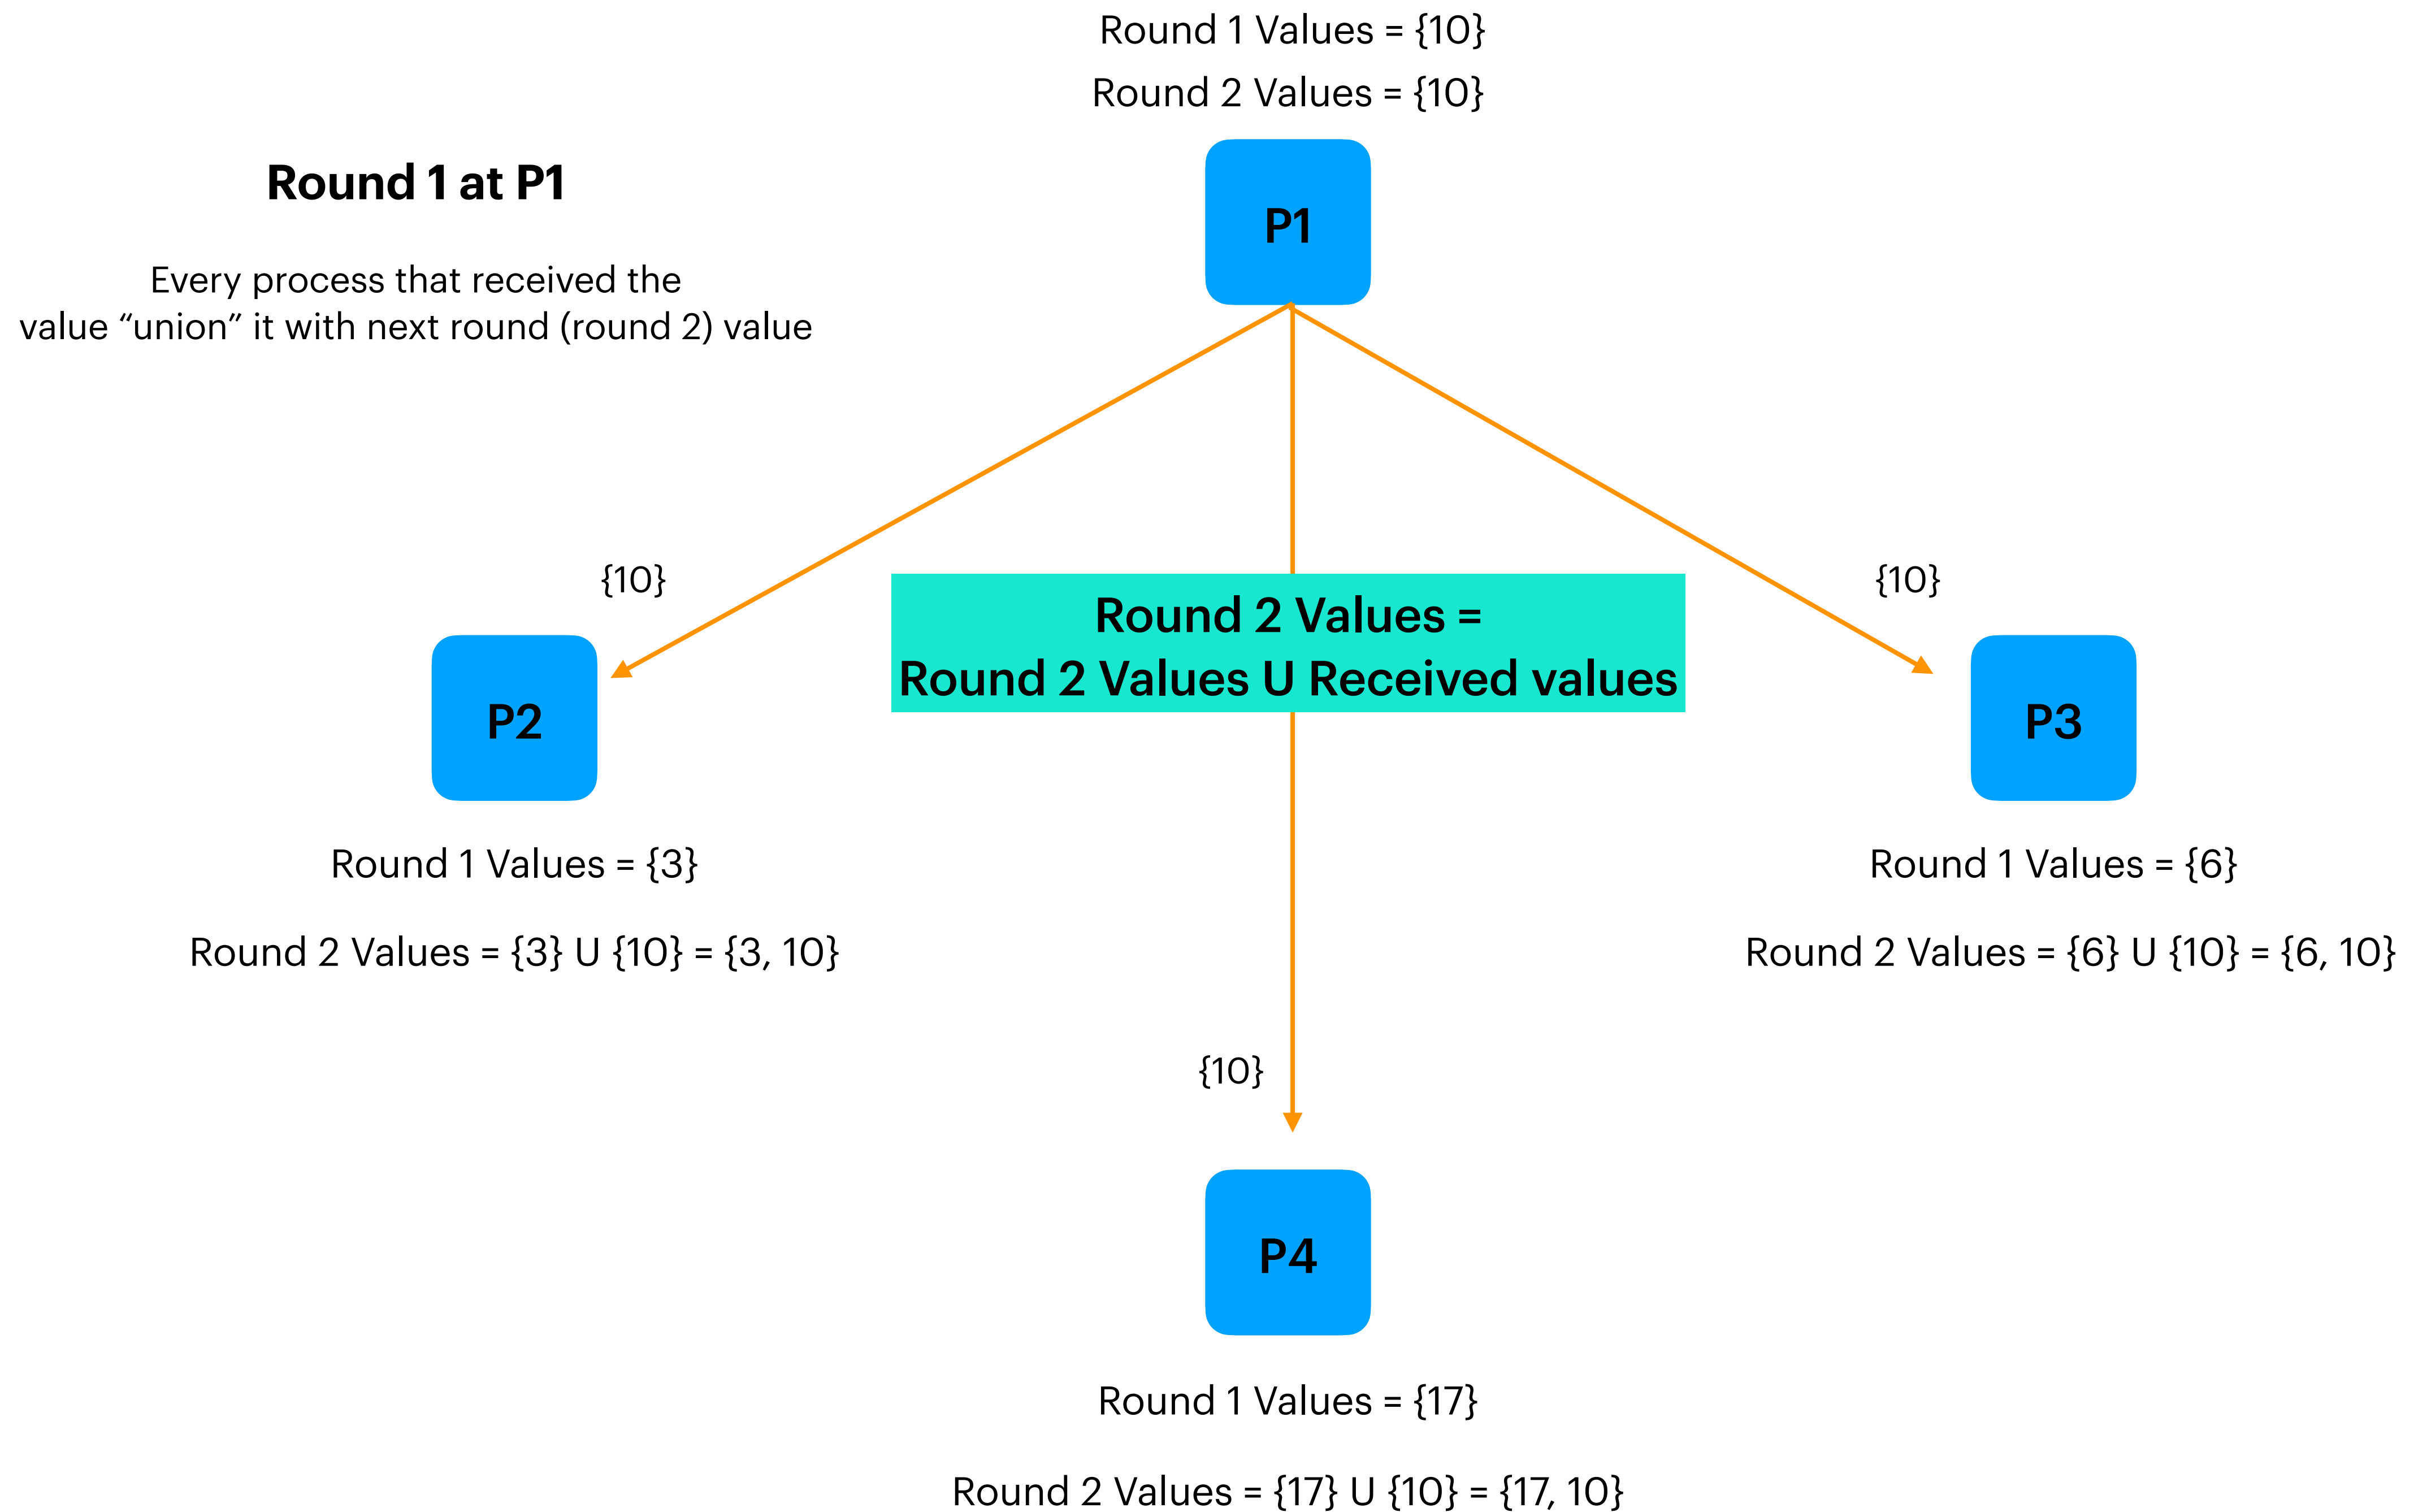 Round 1 Values = {10}
Round 2 Values = {10}
Round 1 at P1
P1
Every process that received the
value “union” it with next round (round 2) value
{10}
{10}
Round 2 Values =
Round 2 Values U Received values
P2
P3
Round 1 Values = {3}
Round 1 Values = {6}
Round 2 Values = {3} U {10} = {3, 10}
Round 2 Values = {6} U {10} = {6, 10}
{10}
P4
Round 1 Values = {17}
Round 2 Values = {17} U {10} = {17, 10}